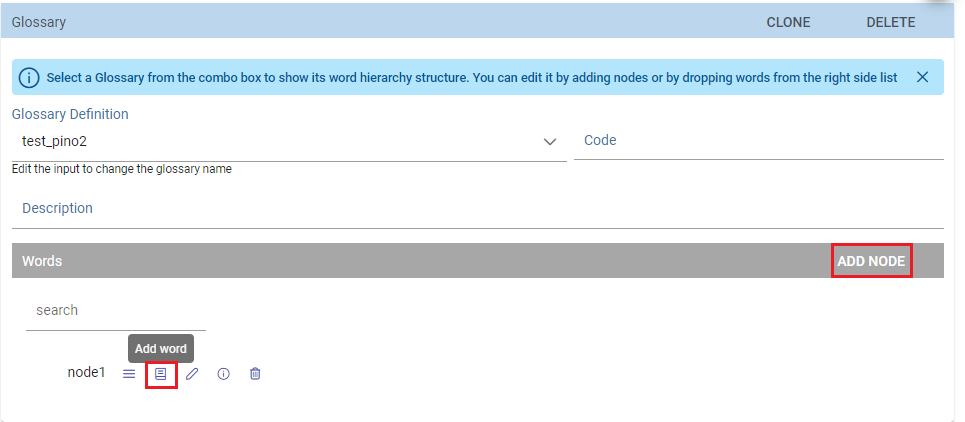 Glossary CLONE DELETE
Select a Glossary from the combo box to show its word hierarchy structure. You can edit it by adding nodes or by dropping words from the right side list
Glossary Definition
test_pino2 Code
Edit the input to change the glossary name
Description
Words ADD NODE
search
Add word
node1